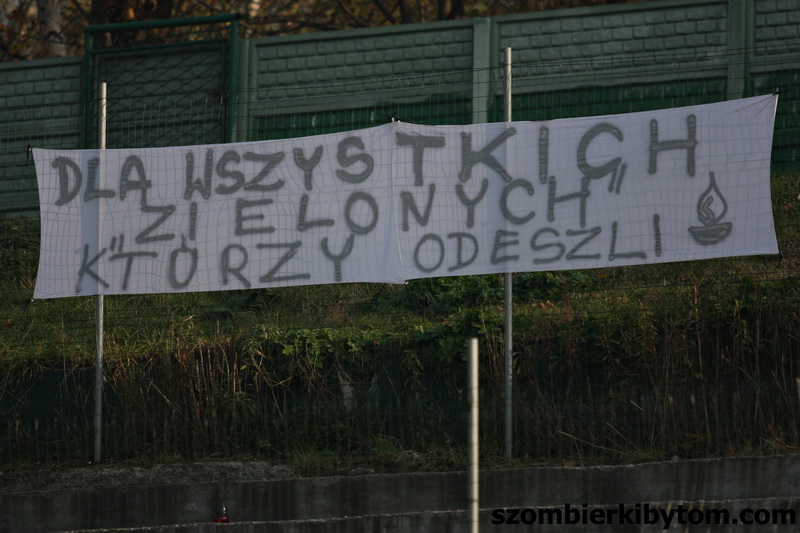 DLA WSZYSTKICH
"ZIELONYCH"
KTÓRZY ODESZLI
szombierkibytom.com